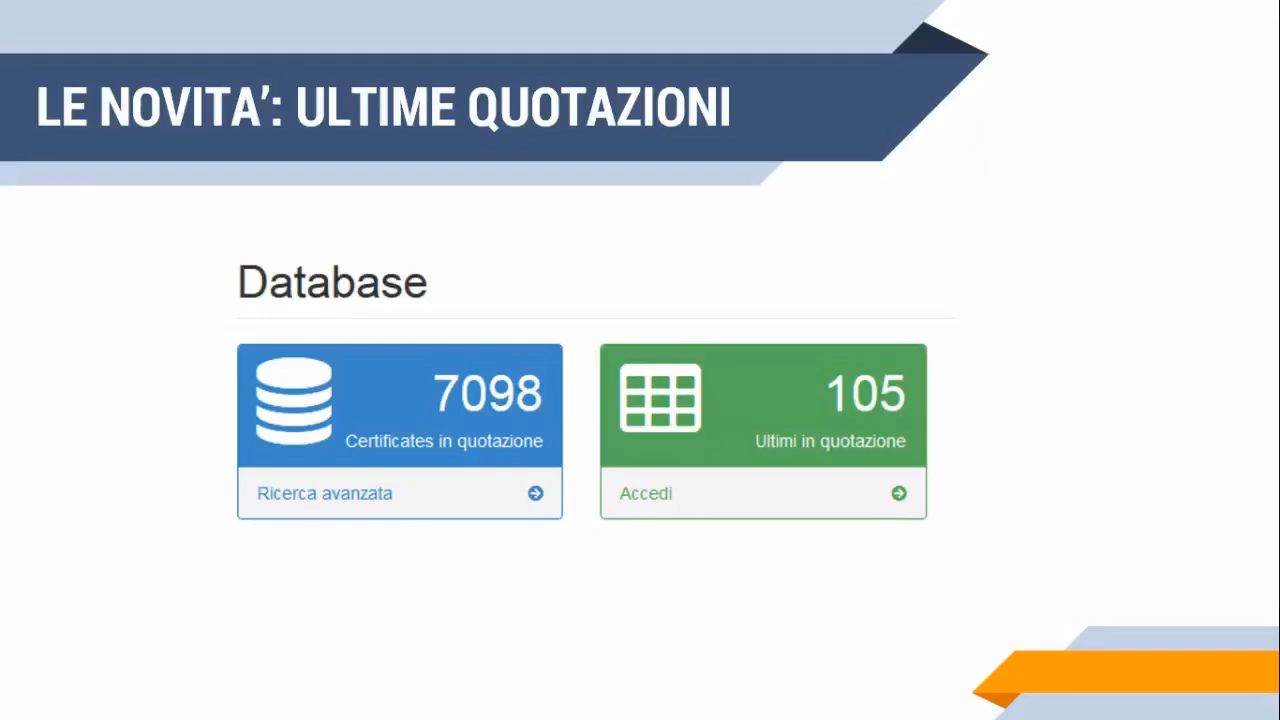 LE NOVITA’: ULTIME QUOTAZIONI
Database
7098
Certificates in quotazione
Ricerca avanzata
105
Ultimi in quotazione
Accedi